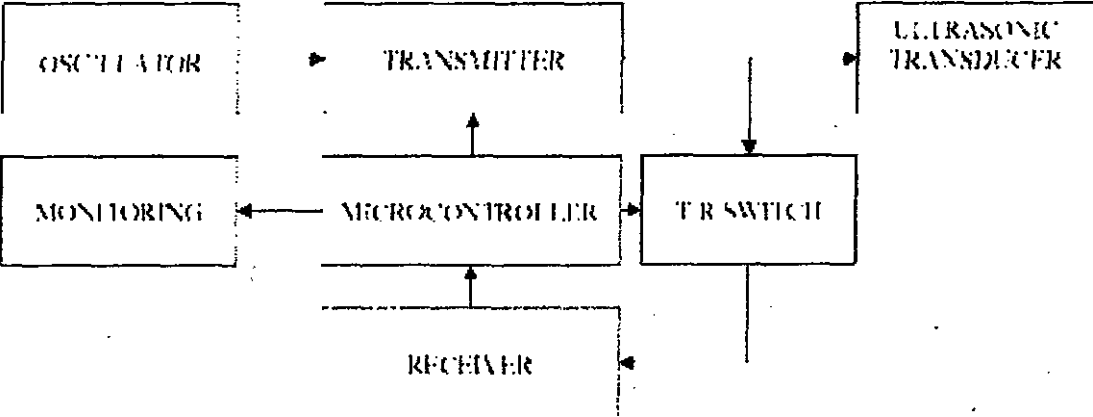 OSCILLATOR
TRANSMITTER
ULTRASONIC
TRANSDUCER
MONITORING
MICROCONTROLLER
T R SWITCH
RECEIVER